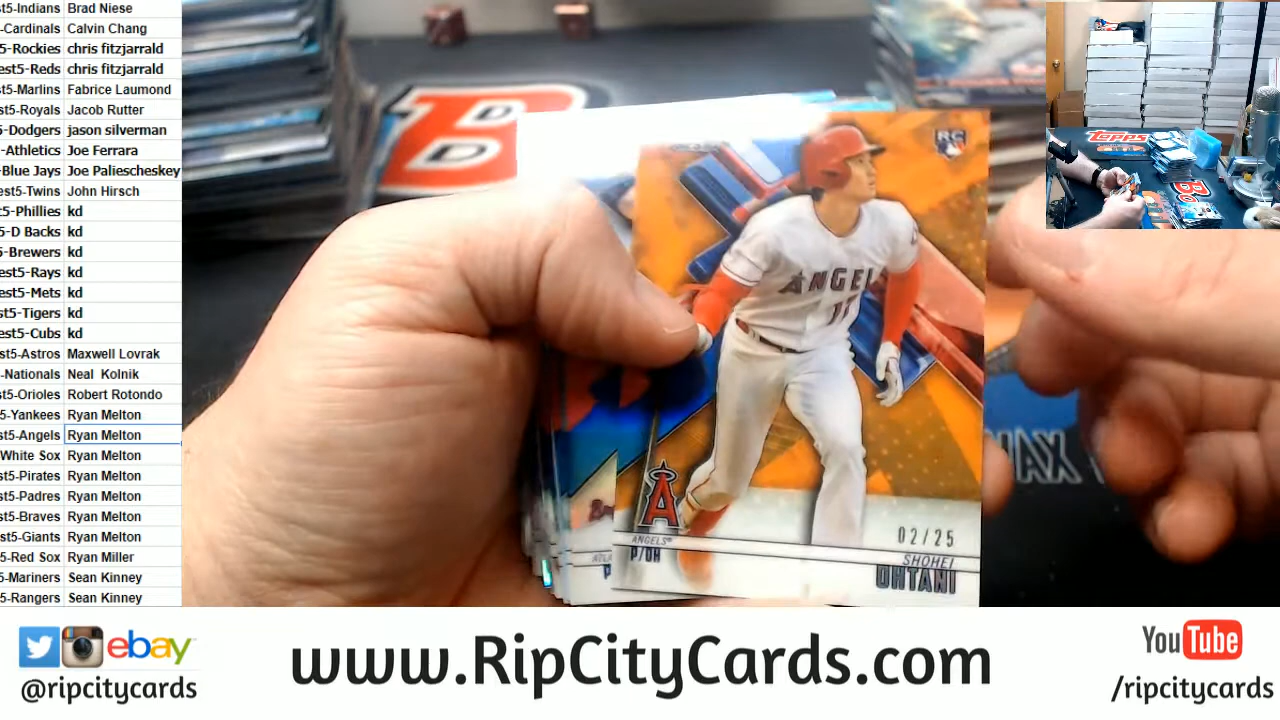 st5-Indians Brad Niese
-Cardinals Calvin Chang
5-Rockies chris fitzjarrald
est5-Reds chris fitzjarrald
st5-Marlins Fabrice Laumond
st5-Royals Jacob Rutter
5-Dodgers jason silverman
-Athletics Joe Ferrara
-Blue Jays Joe Paliescheskey
est5-Twins John Hirsch
t5-Phillies kd
5-D Backs kd
5-Brewers kd
est5-Rays kd
est5-Mets kd
st5-Tigers kd
est5-Cubs kd
st5-Astros Maxwell Lovrak
-Nationals Neal Kolnik
st5-Orioles Robert Rotondo
5-Yankees Ryan Melton
st5-Angels Ryan Melton
White Sox Ryan Melton
st5-Pirates Ryan Melton
st5-Padres Ryan Melton
st5-Braves Ryan Melton
st5-Giants Ryan Melton
5-Red Sox Ryan Miller
5-Mariners Sean Kinney
5-Rangers Sean Kinney
B
D
D
RC
ANGELS
17
A
02/25
ANGELS
P/DH
SHOHEI
OHTANI
Topps
ebay
@ripcitycards
www.RipCityCards.com
YouTube
/ripcitycards